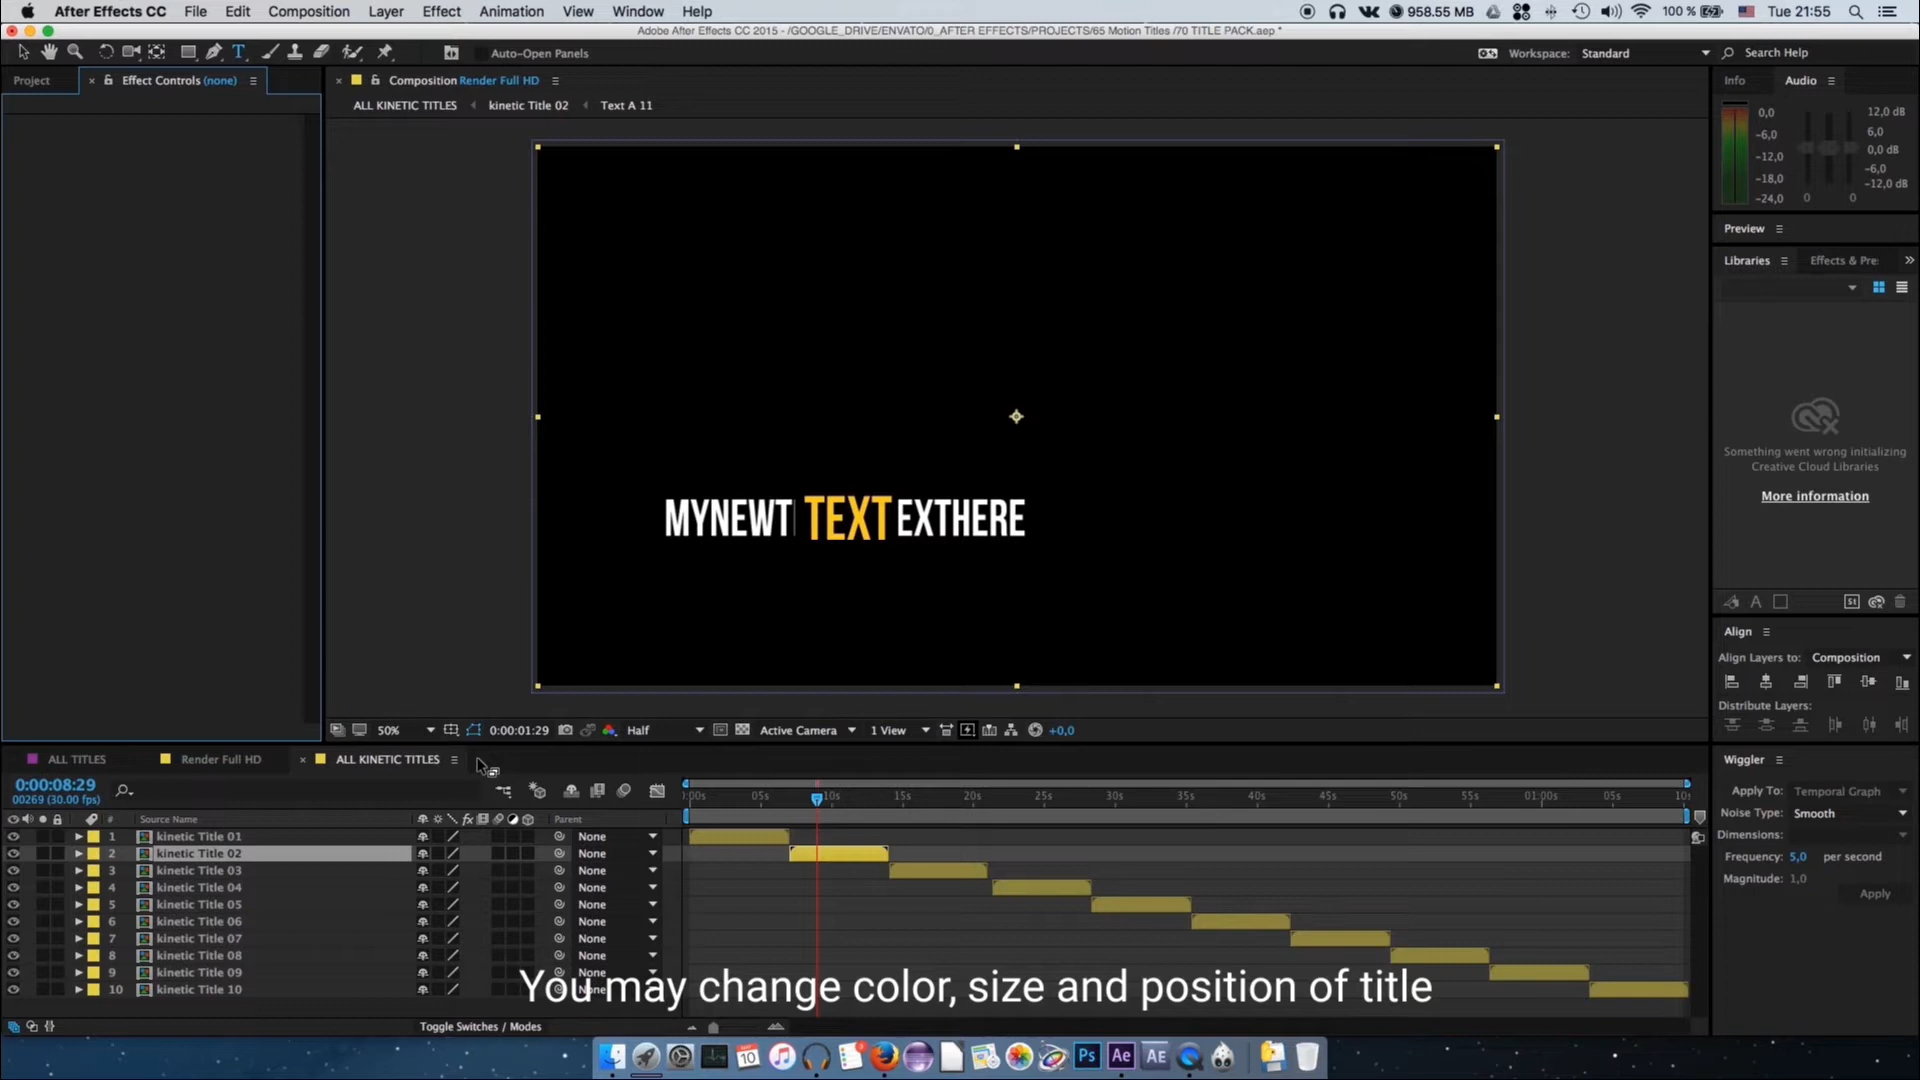 After Effects CC File Edit Composition Layer Effect Animation View Window Help 958.55 MB 100 % Tue 21:55
Adobe After Effects CC 2015 - /GOOGLE_DRIVE/ENVATO/0_AFTER EFFECTS/PROJECTS/65 Motion Titles /70 TITLE PACK.aep *
T Auto-Open Panels Workspace: Standard Search Help
Project × Effect Controls (none) × Composition Render Full HD Info Audio
ALL KINETIC TITLES kinetic Title 02 Text A 11
0,0 12,0 dB
-6,0 6,0 dB
-12,0 0,0 dB
-18,0 -6,0 dB
-24,0 -12,0 dB
0 0
Preview
Libraries Effects & Pre »
Something went wrong initializing
Creative Cloud Libraries
More information
MYNEWT TEXT EXTHERE
A St
Align
Align Layers to: Composition
Distribute Layers:
50% 0:00:01:29 Half Active Camera 1 View +0,0
ALL TITLES Render Full HD × ALL KINETIC TITLES
Wiggler
0:00:08:29
00269 (30.00 fps)
:00s 05s 10s 15s 20s 25s 30s 35s 40s 45s 50s 55s 01:00s 05s 10s
# Source Name fx Parent
1 kinetic Title 01 None
2 kinetic Title 02 None
3 kinetic Title 03 None
4 kinetic Title 04 None
5 kinetic Title 05 None
6 kinetic Title 06 None
7 kinetic Title 07 None
8 kinetic Title 08 None
9 kinetic Title 09 None
10 kinetic Title 10 None
Apply To: Temporal Graph
Noise Type: Smooth
Dimensions:
Frequency: 5,0 per second
Magnitude: 1,0
Apply
You may change color, size and position of title
Toggle Switches / Modes
10 3 Ps Ae AE